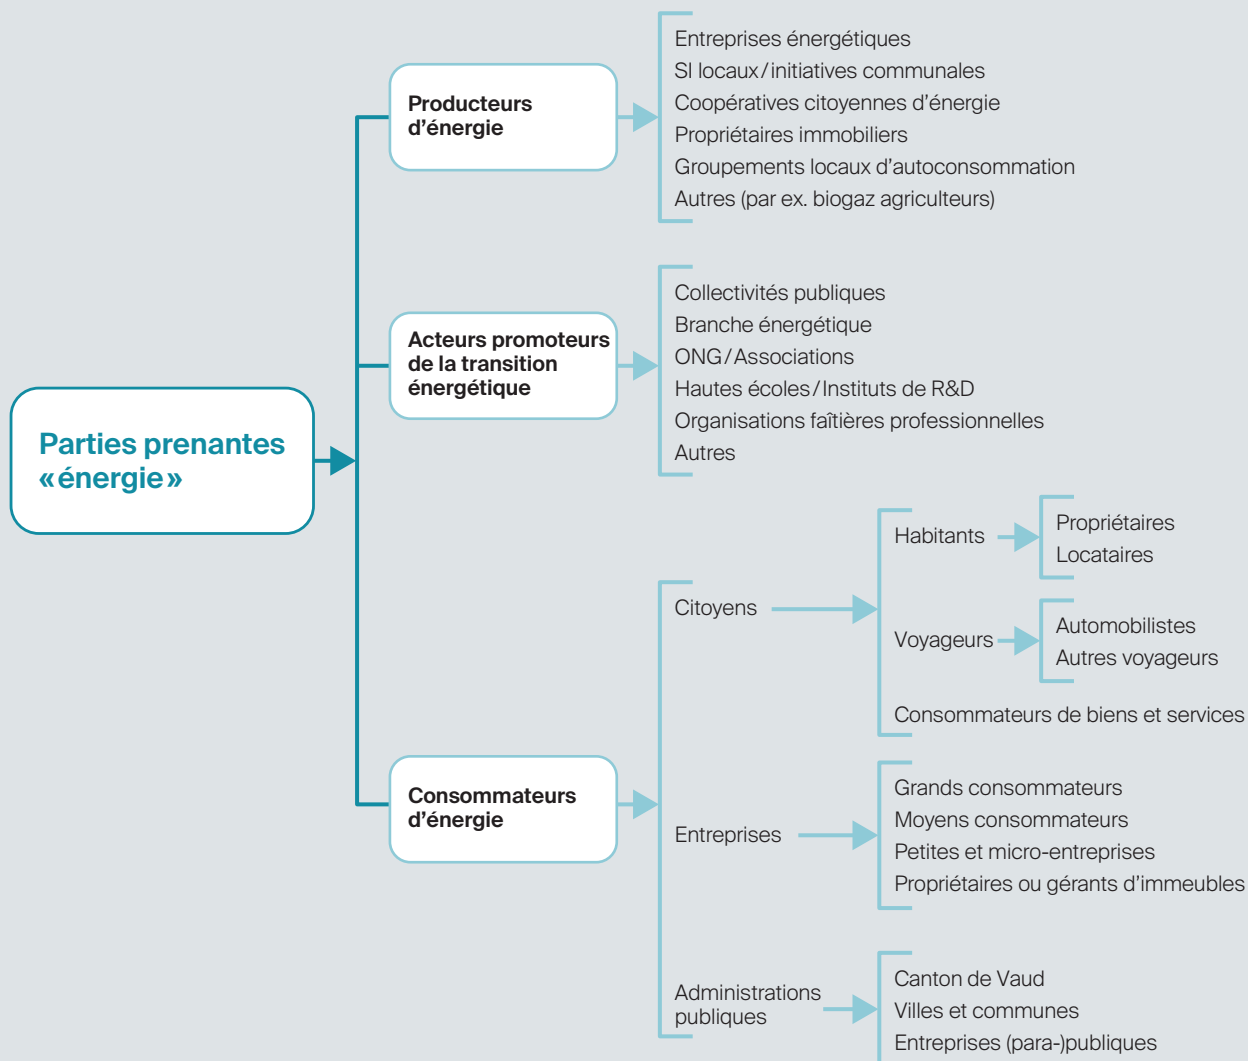 Parties prenantes
«énergie»
Producteurs
d'énergie
Entreprises énergétiques
SI locaux/initiatives communales
Coopératives citoyennes d'énergie
Propriétaires immobiliers
Groupements locaux d'autoconsommation
Autres (par ex. biogaz agriculteurs)
Acteurs promoteurs
de la transition
énergétique
Collectivités publiques
Branche énergétique
ONG/Associations
Hautes écoles/Instituts de R&D
Organisations faîtières professionnelles
Autres
Consommateurs
d'énergie
Citoyens
Habitants
Propriétaires
Locataires
Voyageurs
Automobilistes
Autres voyageurs
Consommateurs de biens et services
Entreprises
Grands consommateurs
Moyens consommateurs
Petites et micro-entreprises
Propriétaires ou gérants d'immeubles
Administrations
publiques
Canton de Vaud
Villes et communes
Entreprises (para-)publiques